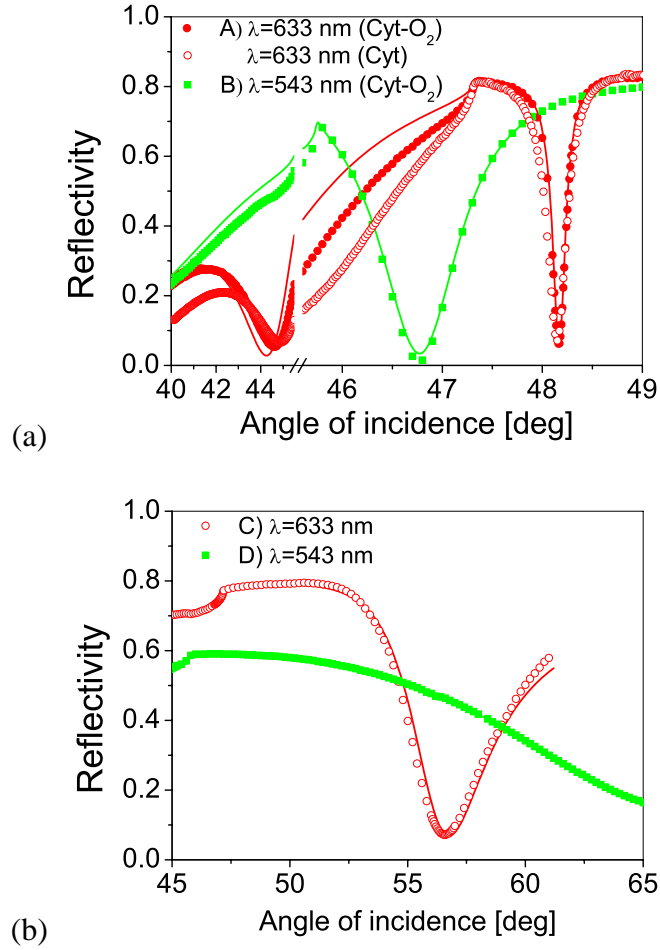 A) λ=633 nm (Cyt-O₂)
λ=633 nm (Cyt)
B) λ=543 nm (Cyt-O₂)
1.0
0.8
0.6
0.4
0.2
0.0
Reflectivity
40 42 44 46 47 48 49
Angle of incidence [deg]
(a)
C) λ=633 nm
D) λ=543 nm
1.0
0.8
0.6
0.4
0.2
0.0
Reflectivity
45 50 55 60 65
Angle of incidence [deg]
(b)